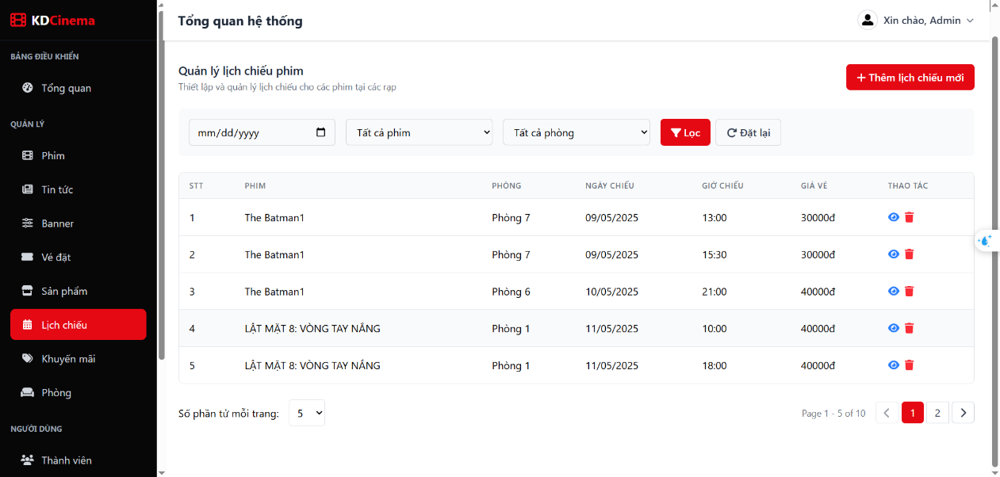 KDCinema
BẢNG ĐIỀU KHIỂN
Tổng quan
QUẢN LÝ
Phim
Tin tức
Banner
Vé đặt
Sản phẩm
Lịch chiếu
Khuyến mãi
Phòng
NGƯỜI DÙNG
Thành viên
Tổng quan hệ thống
Xin chào, Admin
Quản lý lịch chiếu phim
Thiết lập và quản lý lịch chiếu cho các phim tại các rạp
+ Thêm lịch chiếu mới
mm/dd/yyyy Tất cả phim Tất cả phòng Lọc Đặt lại
STT PHIM PHÒNG NGÀY CHIẾU GIỜ CHIẾU GIÁ VÉ THAO TÁC
1 The Batman1 Phòng 7 09/05/2025 13:00 30000đ
2 The Batman1 Phòng 7 09/05/2025 15:30 30000đ
3 The Batman1 Phòng 6 10/05/2025 21:00 40000đ
4 LẬT MẶT 8: VÒNG TAY NẮNG Phòng 1 11/05/2025 10:00 40000đ
5 LẬT MẶT 8: VÒNG TAY NẮNG Phòng 1 11/05/2025 18:00 40000đ
Số phần tử mỗi trang: 5 Page 1 - 5 of 10 1 2